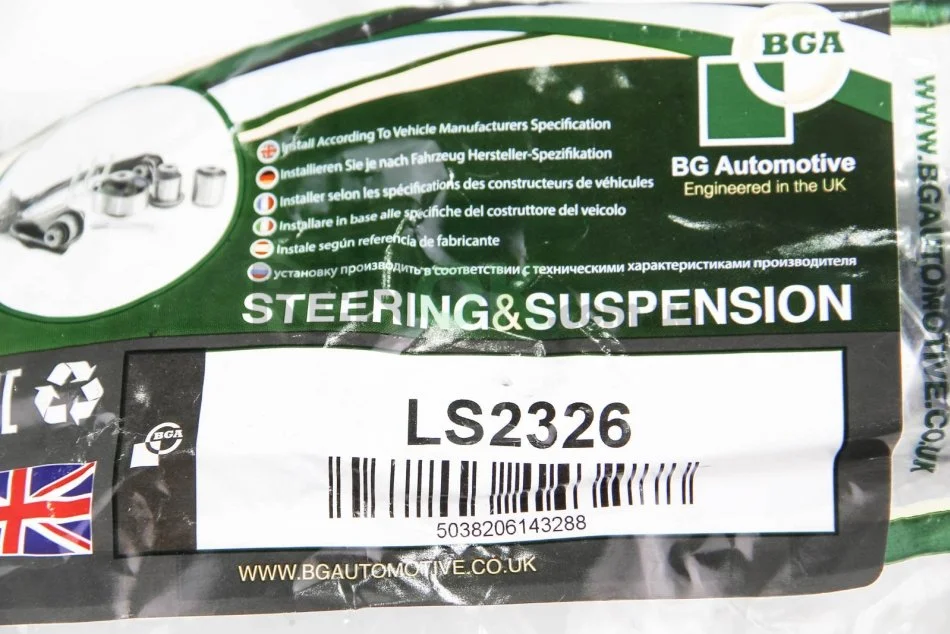 BGA
BG Automotive
Engineered in the UK
Install According To Vehicle Manufacturers Specification
Installieren Sie je nach Fahrzeug Hersteller-Spezifikation
Installer selon les spécifications des constructeurs de véhicules
Installare in base alle specifiche del costruttore del veicolo
Instale según referencia de fabricante
установку производить в соответствии с техническими характеристиками производителя
STEERING&SUSPENSION
BGA
LS2326
5038206143288
WWW.BGAUTOMOTIVE.CO.UK
WWW.BGAUTOMOTIVE.CO.UK